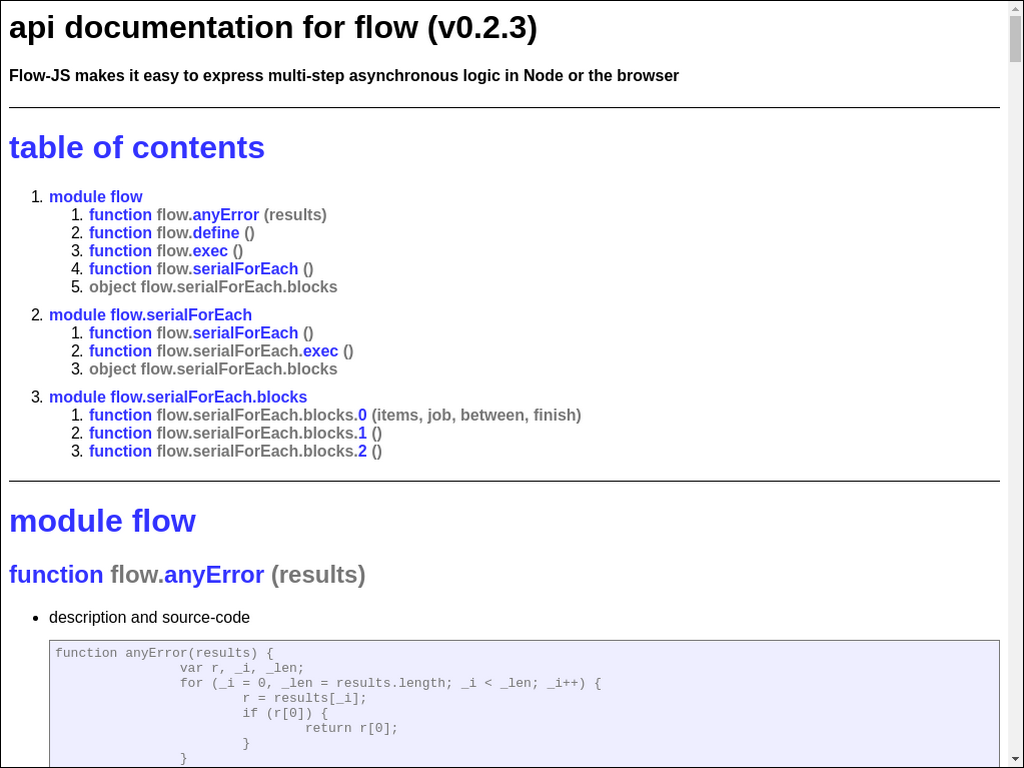 api documentation for flow (v0.2.3)
Flow-JS makes it easy to express multi-step asynchronous logic in Node or the browser
table of contents
1. module flow
1. function flow.anyError (results)
2. function flow.define ()
3. function flow.exec ()
4. function flow.serialForEach ()
5. object flow.serialForEach.blocks
2. module flow.serialForEach
1. function flow.serialForEach ()
2. function flow.serialForEach.exec ()
3. object flow.serialForEach.blocks
3. module flow.serialForEach.blocks
1. function flow.serialForEach.blocks.0 (items, job, between, finish)
2. function flow.serialForEach.blocks.1 ()
3. function flow.serialForEach.blocks.2 ()
module flow
function flow.anyError (results)
• description and source-code
function anyError(results) {
var r, _i, _len;
for (_i = 0, _len = results.length; _i < _len; _i++) {
r = results[_i];
if (r[0]) {
return r[0];
}
}